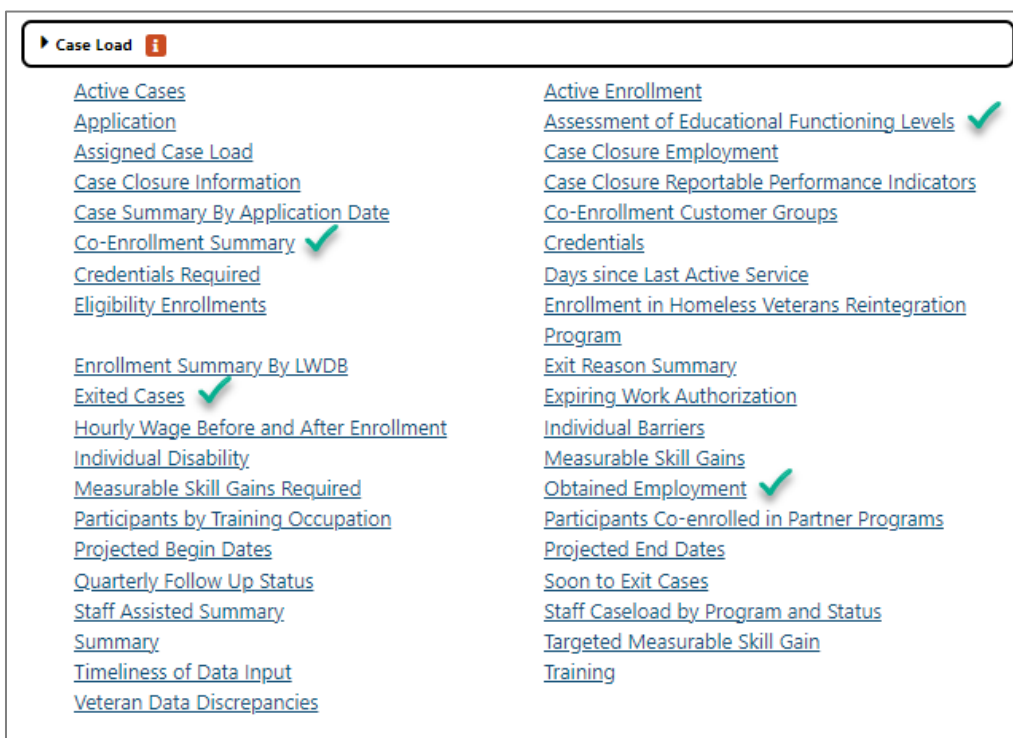 Case Load
Active Cases
Active Enrollment
Application
Assessment of Educational Functioning Levels
Assigned Case Load
Case Closure Employment
Case Closure Information
Case Closure Reportable Performance Indicators
Case Summary By Application Date
Co-Enrollment Customer Groups
Co-Enrollment Summary
Credentials
Credentials Required
Days since Last Active Service
Eligibility Enrollments
Enrollment in Homeless Veterans Reintegration
Program
Enrollment Summary By LWDB
Exit Reason Summary
Exited Cases
Expiring Work Authorization
Hourly Wage Before and After Enrollment
Individual Barriers
Individual Disability
Measurable Skill Gains
Measurable Skill Gains Required
Obtained Employment
Participants by Training Occupation
Participants Co-enrolled in Partner Programs
Projected Begin Dates
Projected End Dates
Quarterly Follow Up Status
Soon to Exit Cases
Staff Assisted Summary
Staff Caseload by Program and Status
Summary
Targeted Measurable Skill Gain
Timeliness of Data Input
Training
Veteran Data Discrepancies